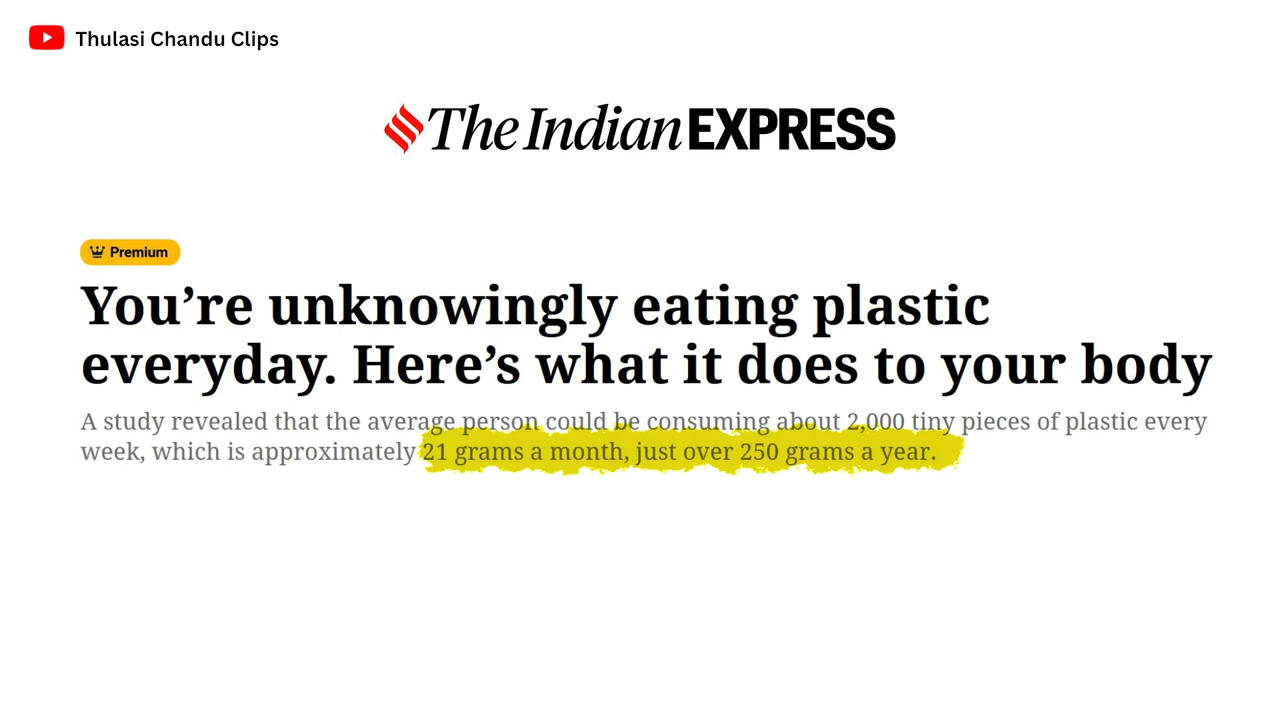 Thulasi Chandu Clips
The Indian EXPRESS
Premium
You’re unknowingly eating plastic
everyday. Here’s what it does to your body
A study revealed that the average person could be consuming about 2,000 tiny pieces of plastic every
week, which is approximately 21 grams a month, just over 250 grams a year.